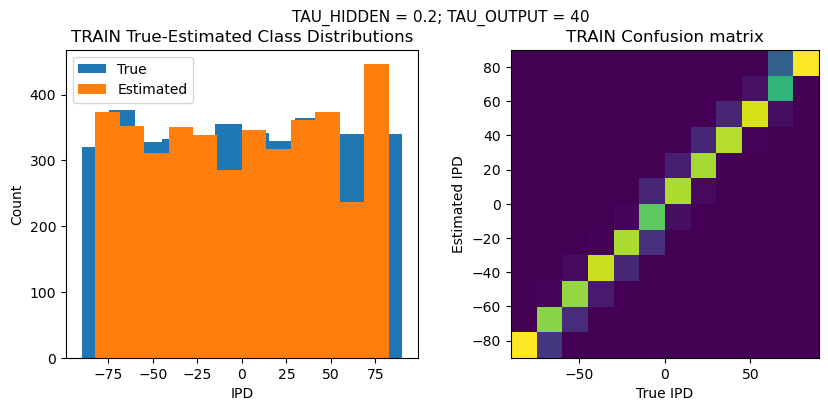 TAU_HIDDEN = 0.2; TAU_OUTPUT = 40
TRAIN True-Estimated Class Distributions
True
Estimated
400
300
200
100
0
Count
−75
−50
−25
0
25
50
75
IPD
TRAIN Confusion matrix
80
60
40
20
0
−20
−40
−60
−80
Estimated IPD
−50
0
50
True IPD